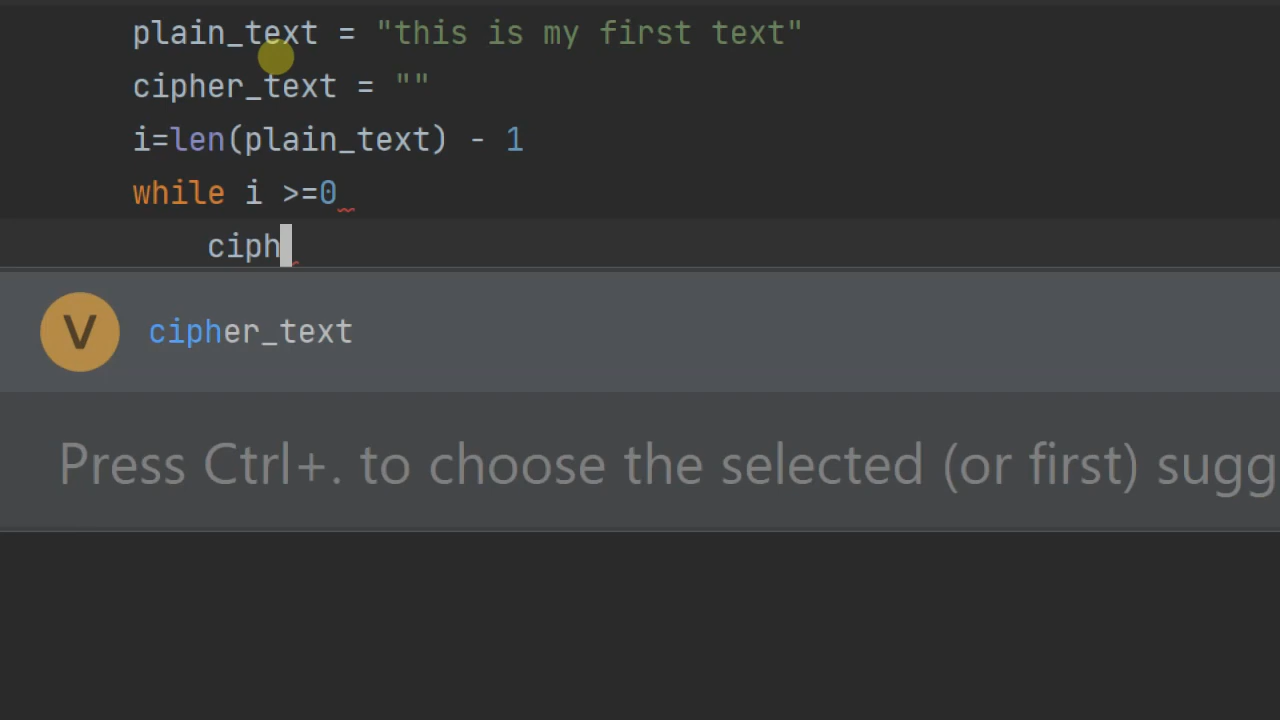 plain_text = "this is my first text"
cipher_text = ""
i=len(plain_text) - 1
while i >=0
ciph
V cipher_text
Press Ctrl+. to choose the selected (or first) sugg